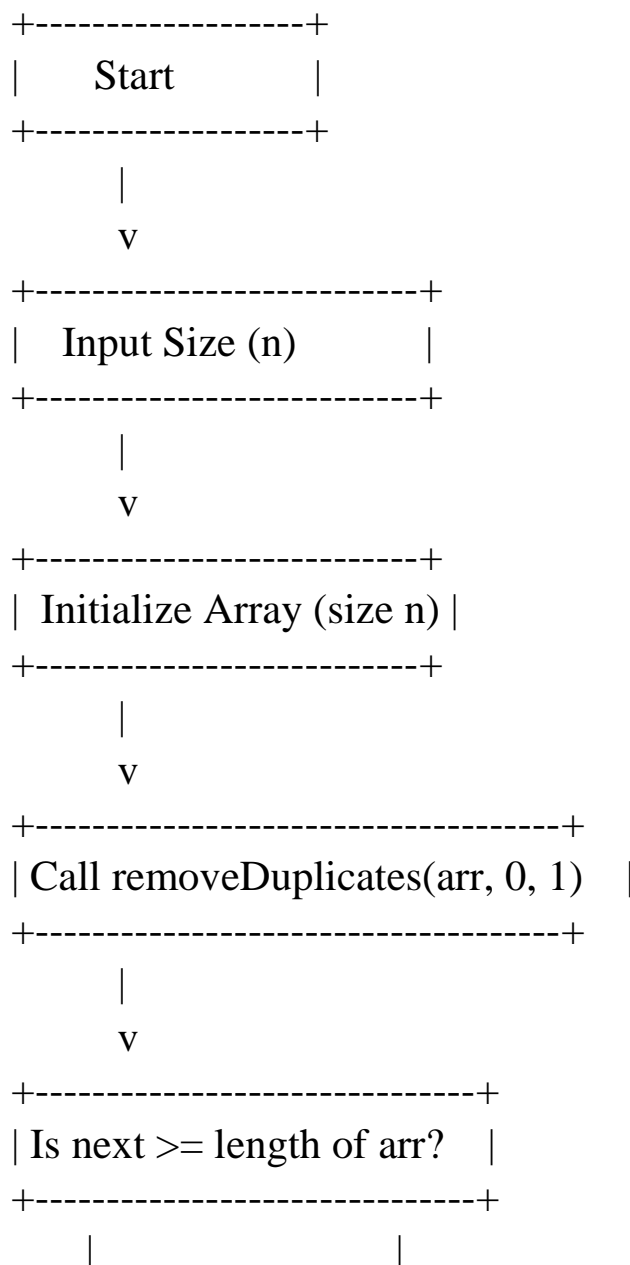 +-------------------+
|      Start            |
+-------------------+
       |
       v
+---------------------------+
|   Input Size (n)          |
+---------------------------+
       |
       v
+---------------------------+
| Initialize Array (size n) |
+---------------------------+
       |
       v
+-------------------------------------+
| Call removeDuplicates(arr, 0, 1)    |
+-------------------------------------+
       |
       v
+-------------------------------+
| Is next >= length of arr?   |
+-------------------------------+
     |                    |